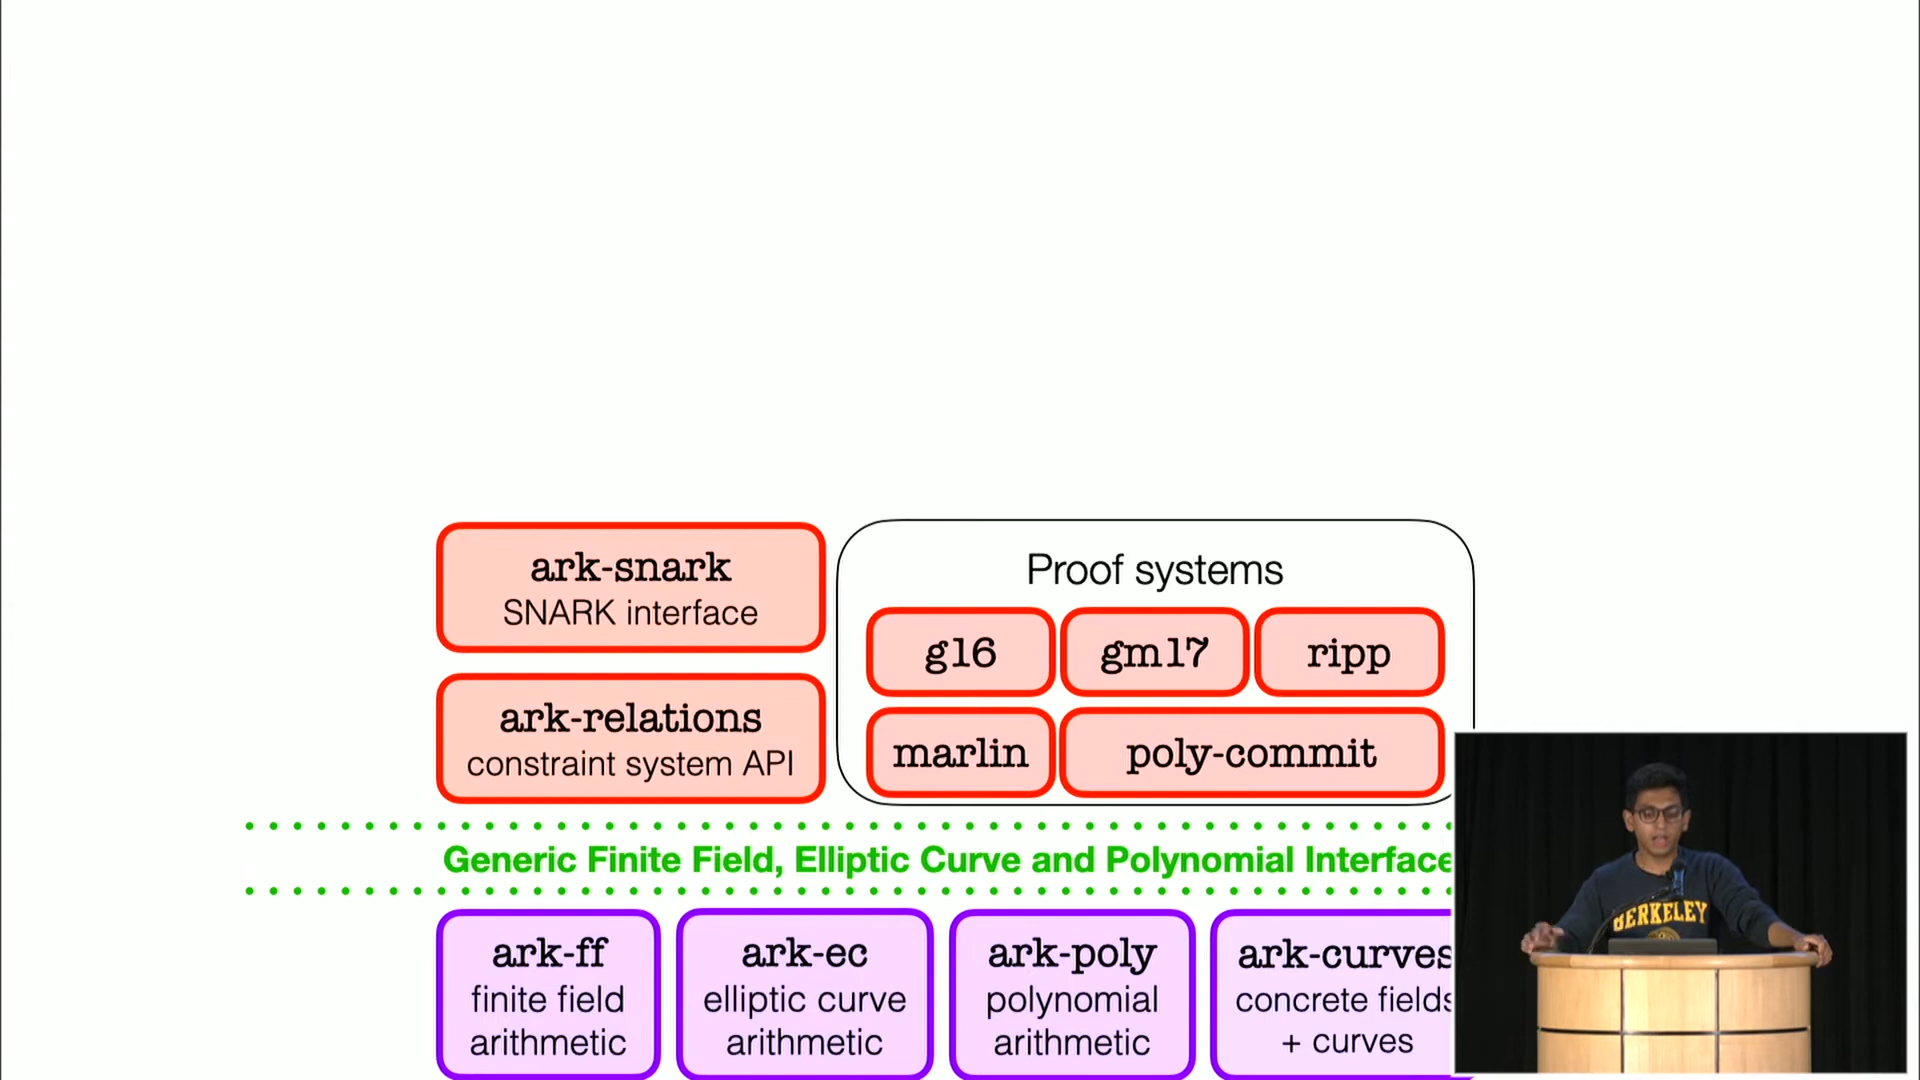 ark-snark
SNARK interface
ark-relations
constraint system API
Proof systems
g16
gm17
ripp
marlin
poly-commit
Generic Finite Field, Elliptic Curve and Polynomial Interface
ark-ff
finite field
arithmetic
ark-ec
elliptic curve
arithmetic
ark-poly
polynomial
arithmetic
ark-curves
concrete fields
+ curves
BERKELEY